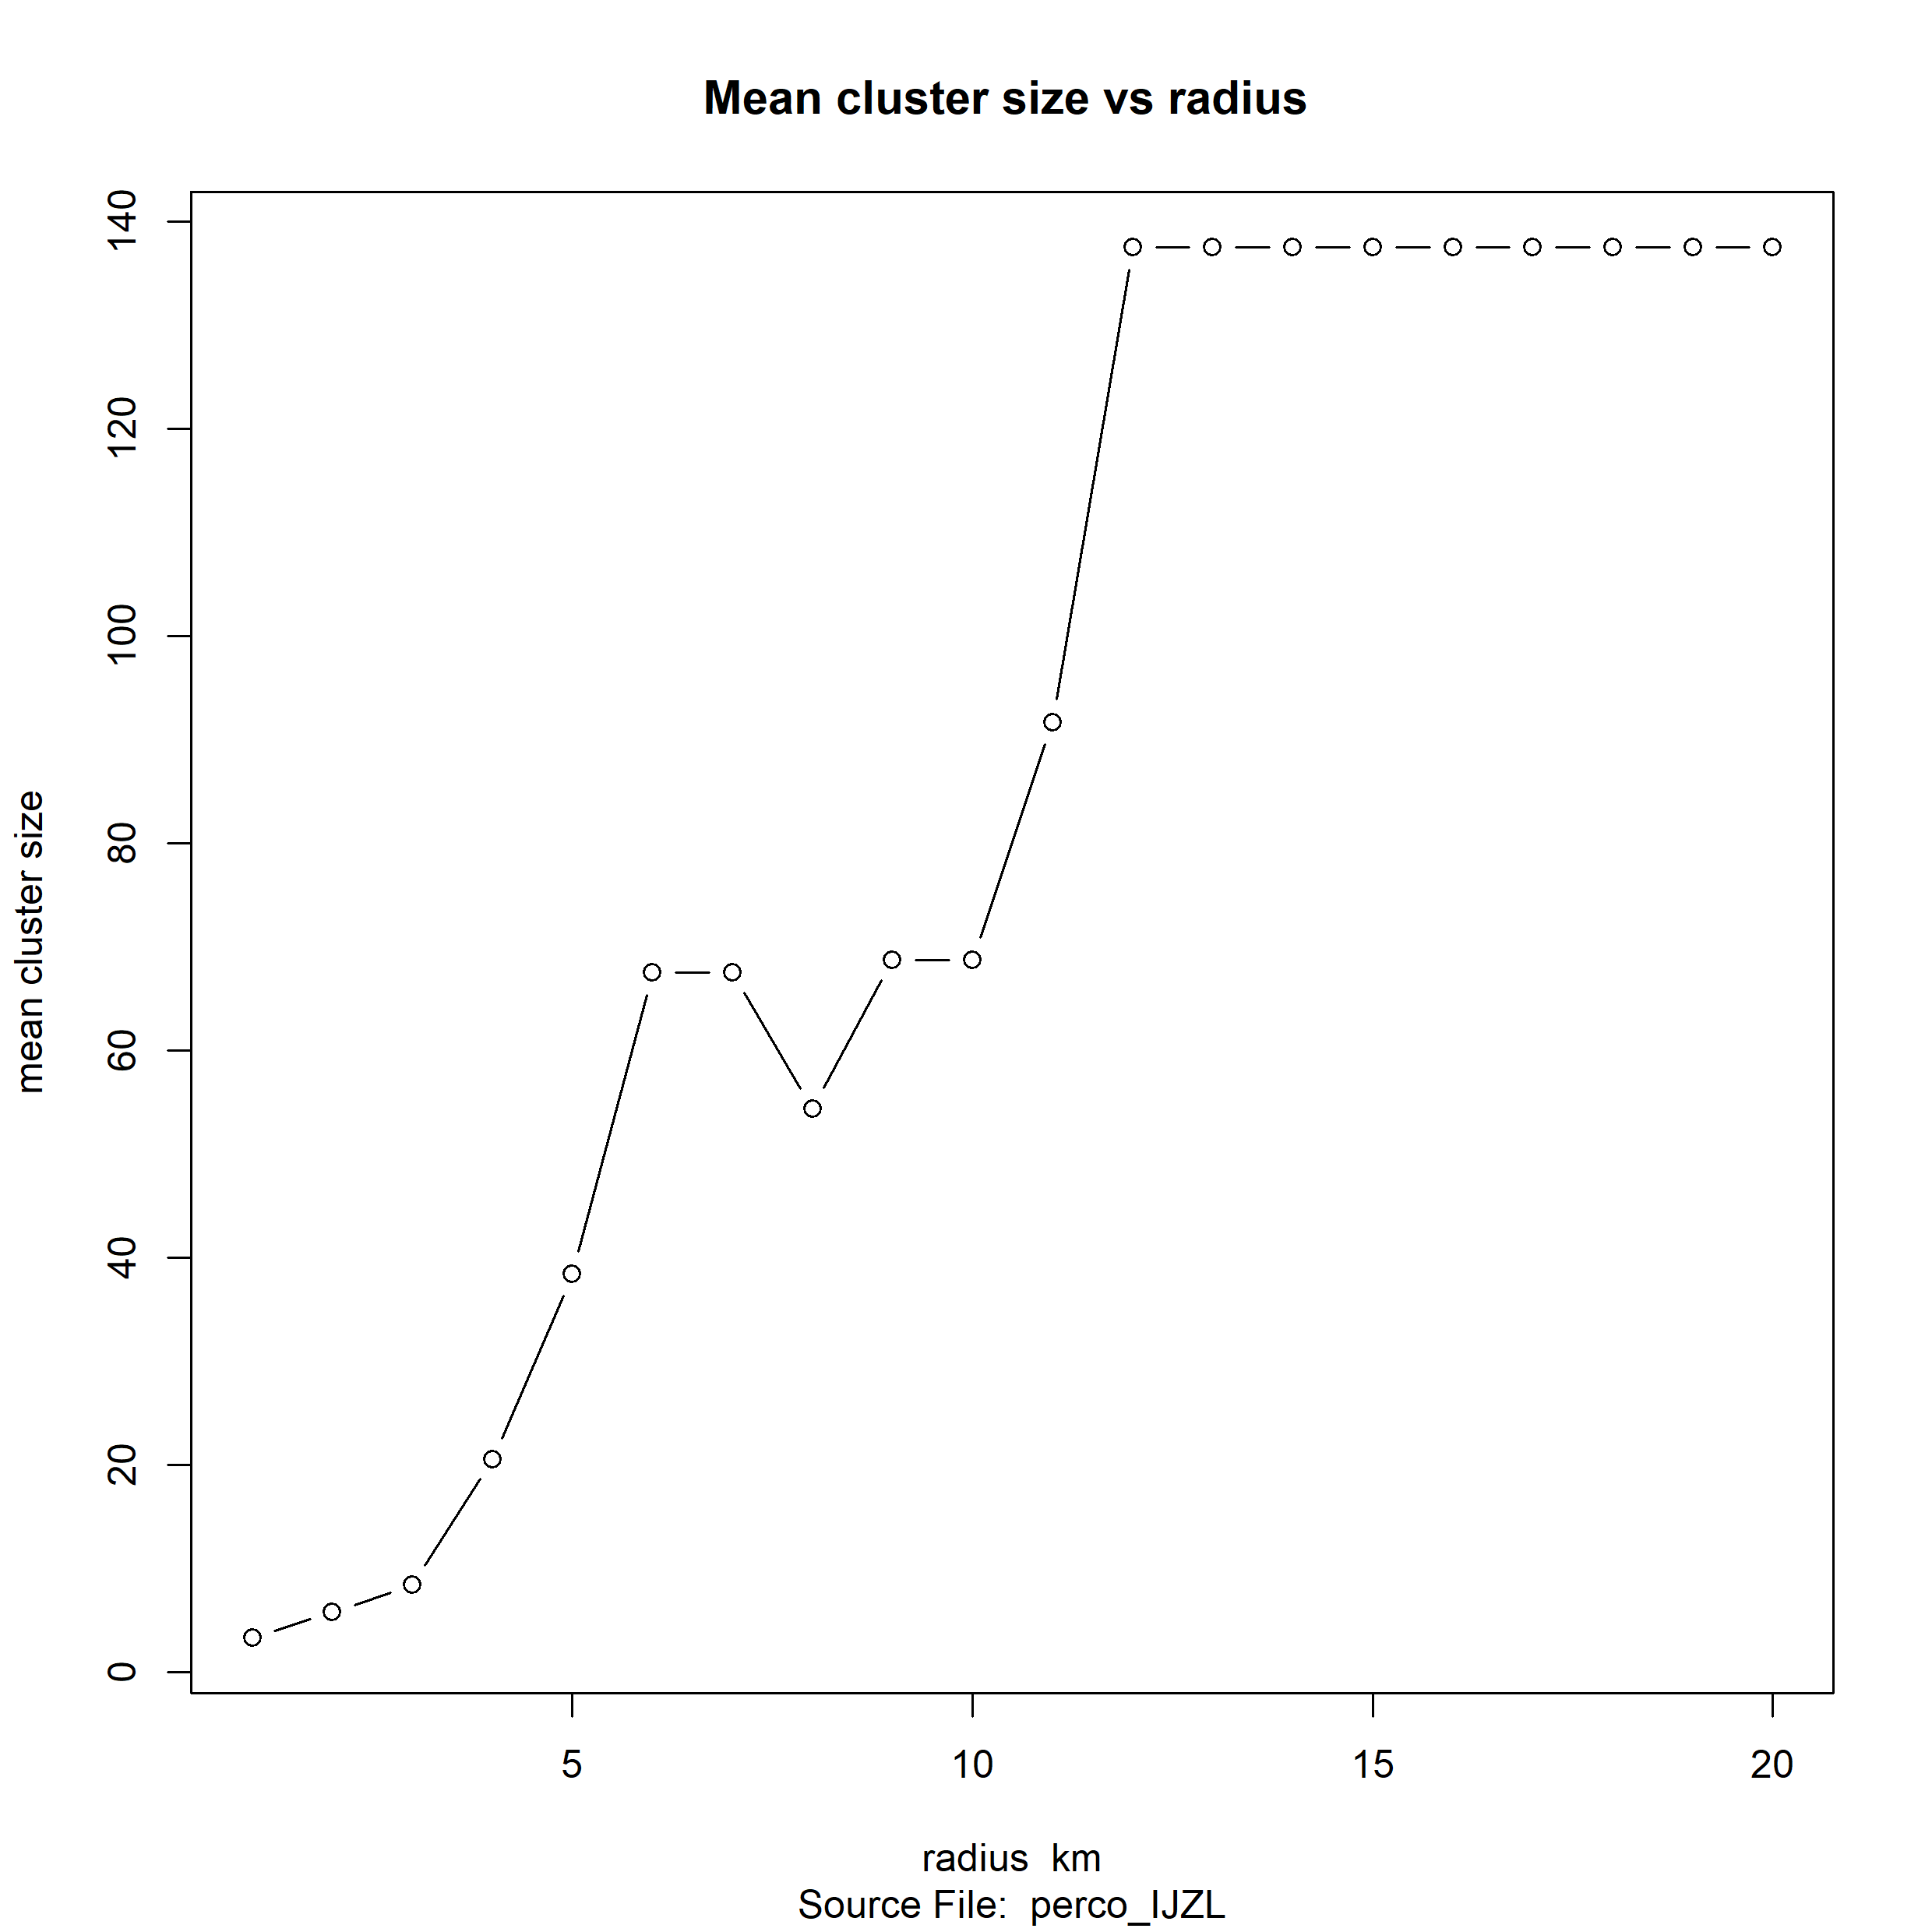 Mean cluster size vs radius
140
120
100
80
60
40
20
0
mean cluster size
5 10 15 20
radius  km
Source File:  perco_IJZL